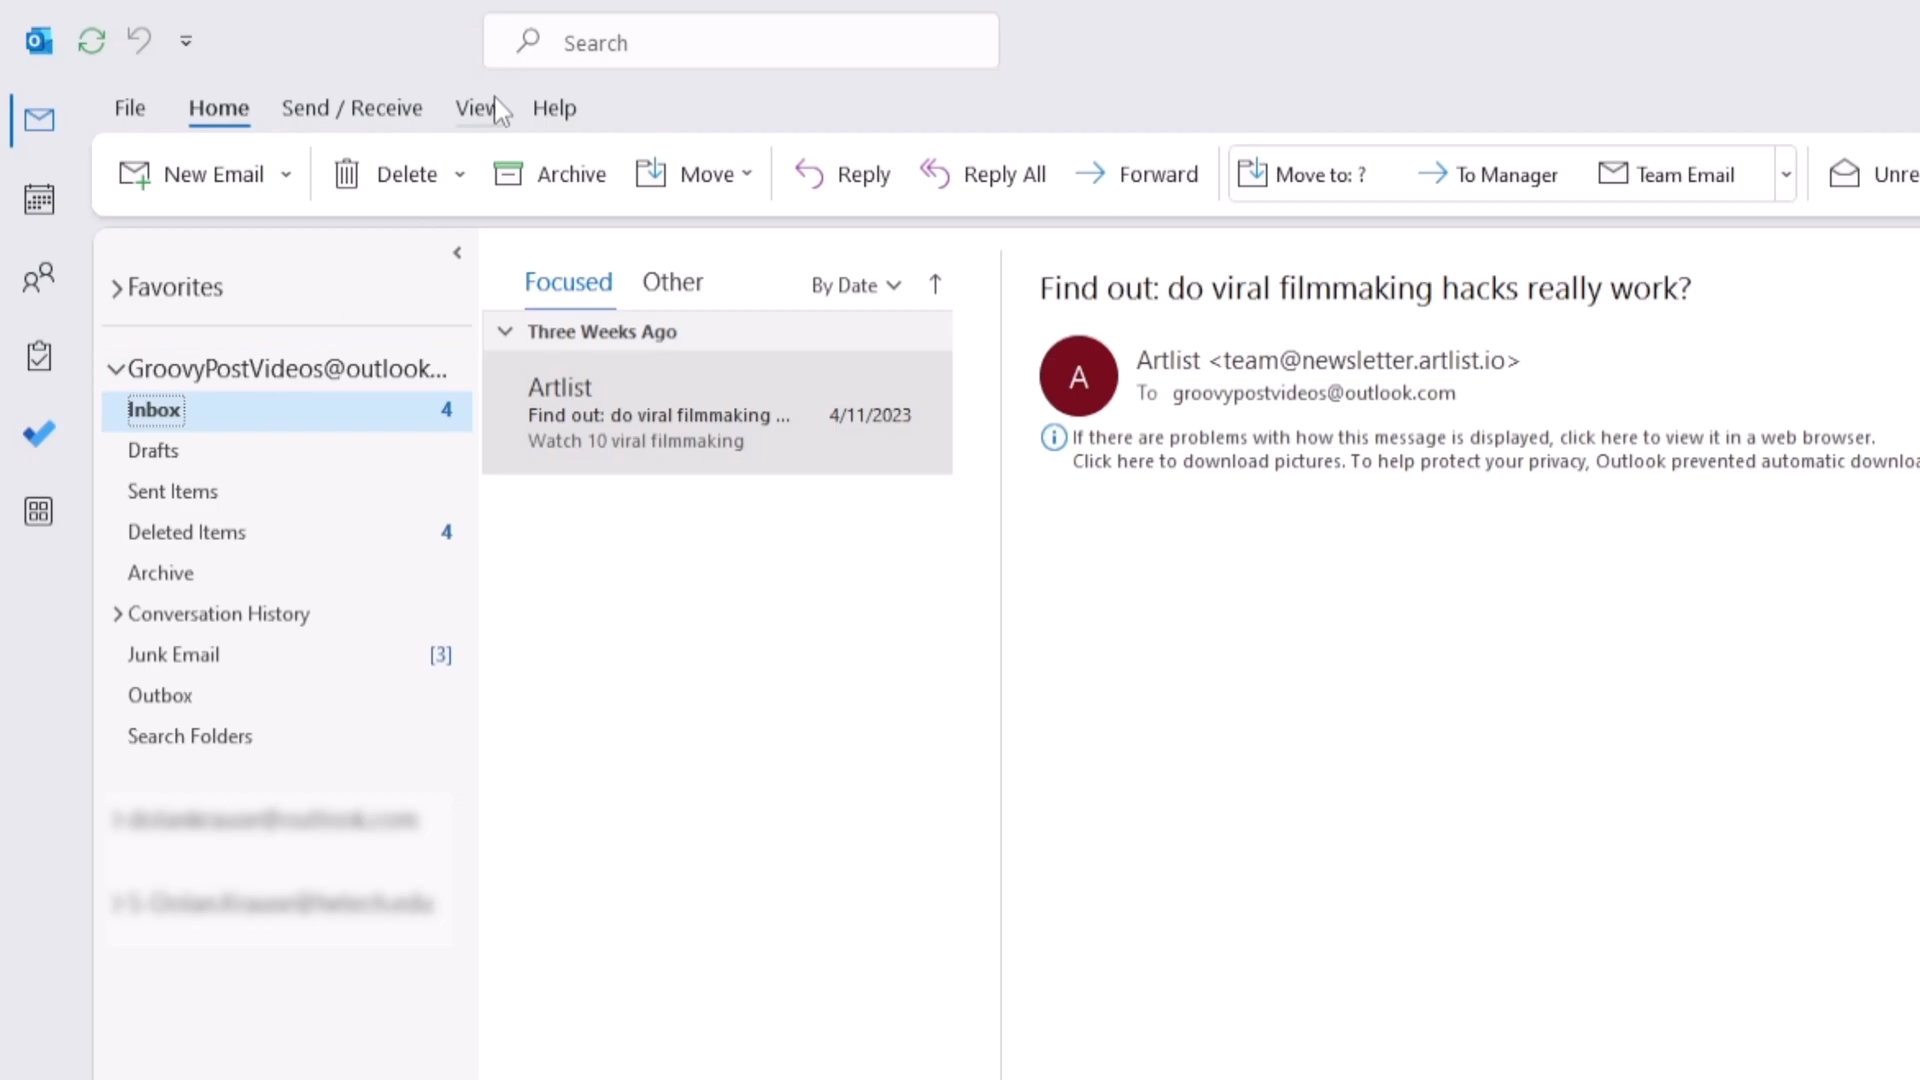 Search
File Home Send / Receive View Help
New Email Delete Archive Move Reply Reply All Forward Move to: ? To Manager Team Email Unre
Favorites
GroovyPostVideos@outlook...
Inbox 4
Drafts
Sent Items
Deleted Items 4
Archive
Conversation History
Junk Email [3]
Outbox
Search Folders
Focused Other By Date
Three Weeks Ago
Artlist
Find out: do viral filmmaking ... 4/11/2023
Watch 10 viral filmmaking
Find out: do viral filmmaking hacks really work?
A
Artlist <team@newsletter.artlist.io>
To groovypostvideos@outlook.com
If there are problems with how this message is displayed, click here to view it in a web browser.
Click here to download pictures. To help protect your privacy, Outlook prevented automatic downloa